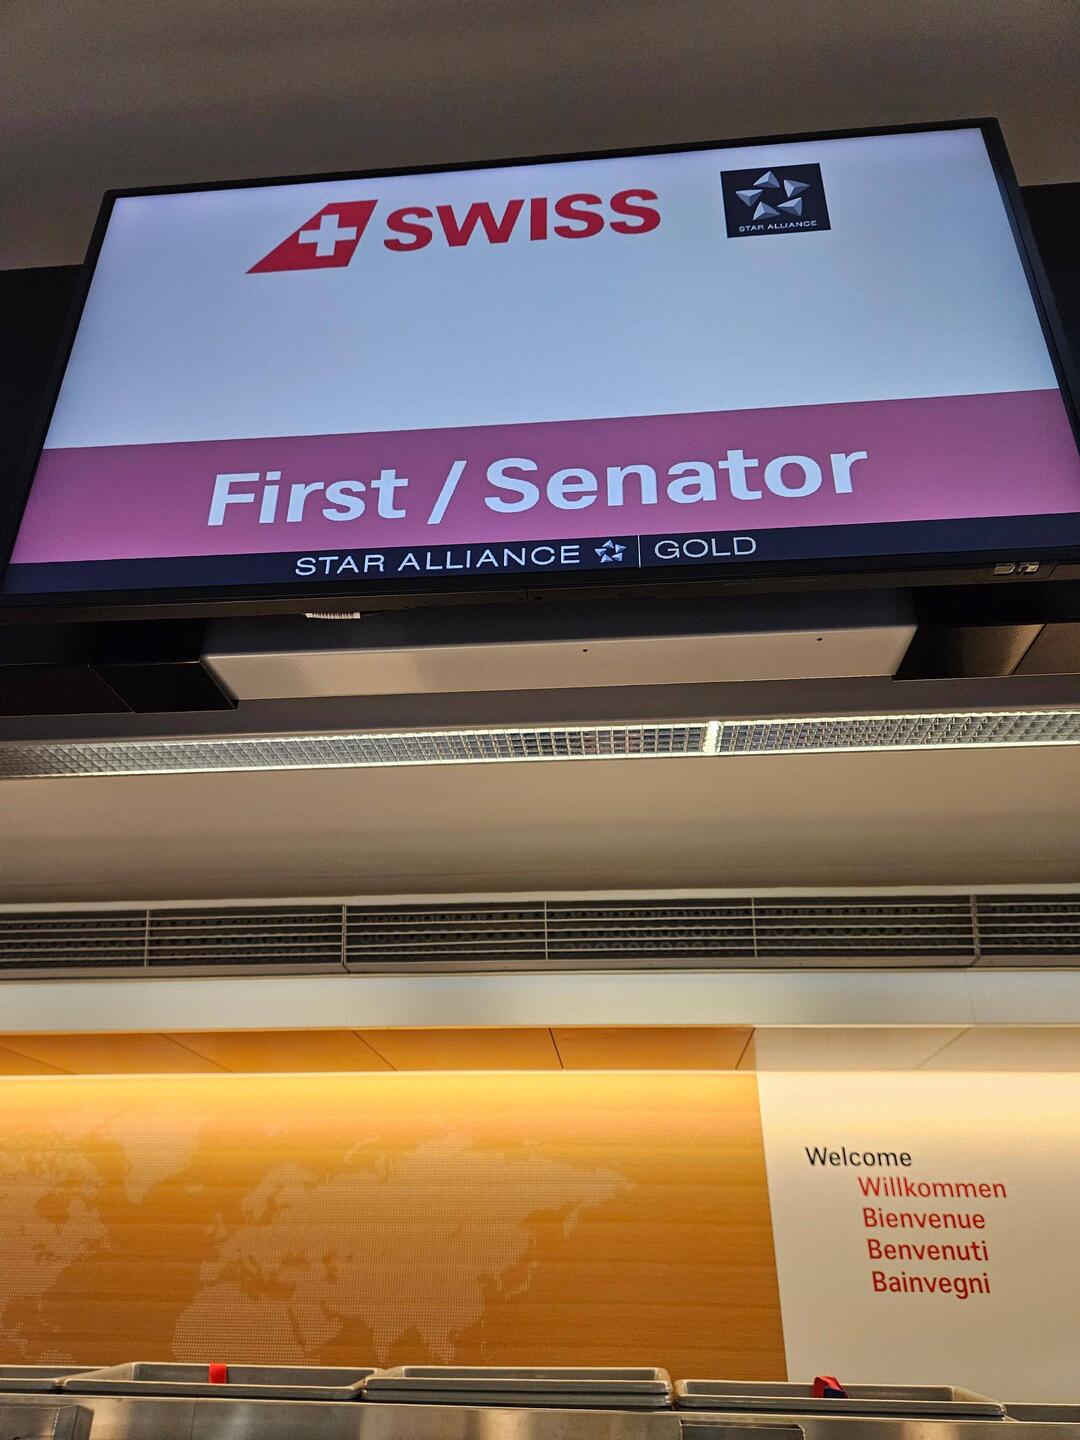 SWISS
STAR ALLIANCE
First / Senator
STAR ALLIANCE GOLD
Welcome
Willkommen
Bienvenue
Benvenuti
Bainvegni